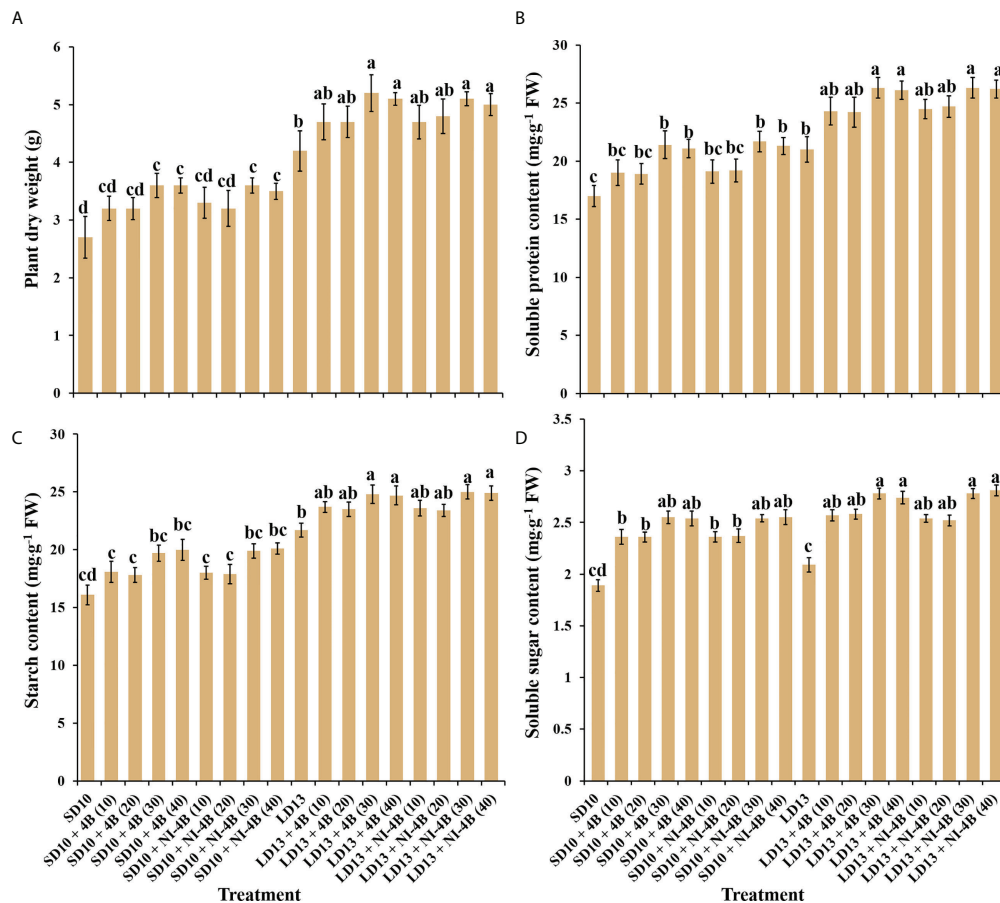 A
Plant dry weight (g)
6
5
4
3
2
1
0
d cd cd c c cd cd c c b ab ab a a ab ab a a
B
Soluble protein content (mg·g-1 FW)
30
25
20
15
10
5
0
c bc bc b b bc bc b b b ab ab a a ab ab a a
C
Starch content (mg·g-1 FW)
30
25
20
15
10
5
0
cd c c bc bc c c bc bc b ab ab a a ab ab a a
SD10
SD10 + 4B (10)
SD10 + 4B (20)
SD10 + 4B (30)
SD10 + 4B (40)
SD10 + NI-4B (10)
SD10 + NI-4B (20)
SD10 + NI-4B (30)
SD10 + NI-4B (40)
LD13
LD13 + 4B (10)
LD13 + 4B (20)
LD13 + 4B (30)
LD13 + 4B (40)
LD13 + NI-4B (10)
LD13 + NI-4B (20)
LD13 + NI-4B (30)
LD13 + NI-4B (40)
Treatment
D
Soluble sugar content (mg·g-1 FW)
3.5
3
2.5
2
1.5
1
0.5
0
cd b b ab ab b b ab ab c ab ab a a ab ab a a
SD10
SD10 + 4B (10)
SD10 + 4B (20)
SD10 + 4B (30)
SD10 + 4B (40)
SD10 + NI-4B (10)
SD10 + NI-4B (20)
SD10 + NI-4B (30)
SD10 + NI-4B (40)
LD13
LD13 + 4B (10)
LD13 + 4B (20)
LD13 + 4B (30)
LD13 + 4B (40)
LD13 + NI-4B (10)
LD13 + NI-4B (20)
LD13 + NI-4B (30)
LD13 + NI-4B (40)
Treatment